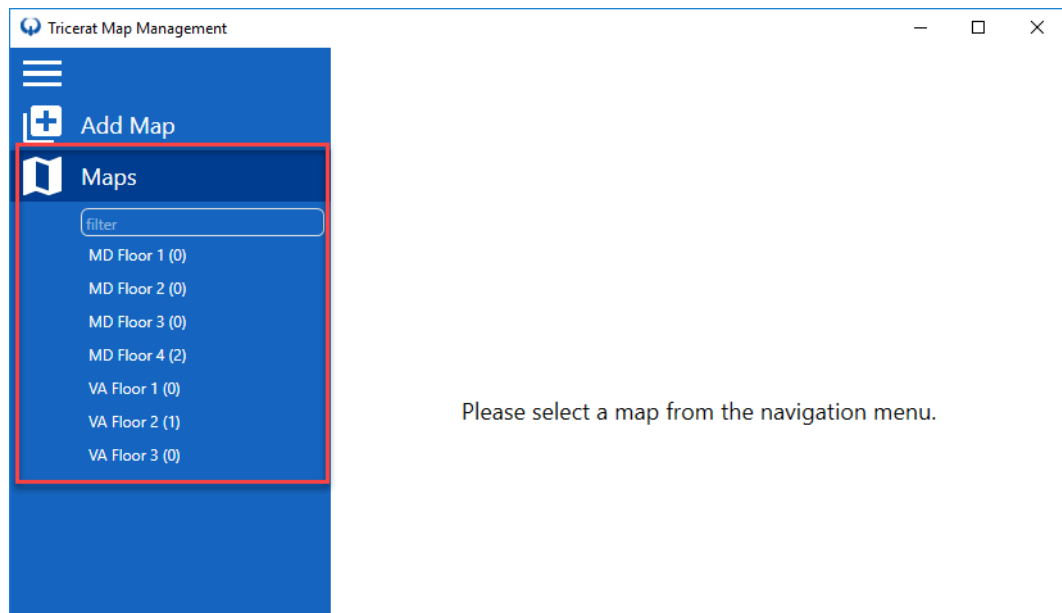 Tricerat Map Management
Add Map
Maps
filter
MD Floor 1 (0)
MD Floor 2 (0)
MD Floor 3 (0)
MD Floor 4 (2)
VA Floor 1 (0)
VA Floor 2 (1)
VA Floor 3 (0)
Please select a map from the navigation menu.